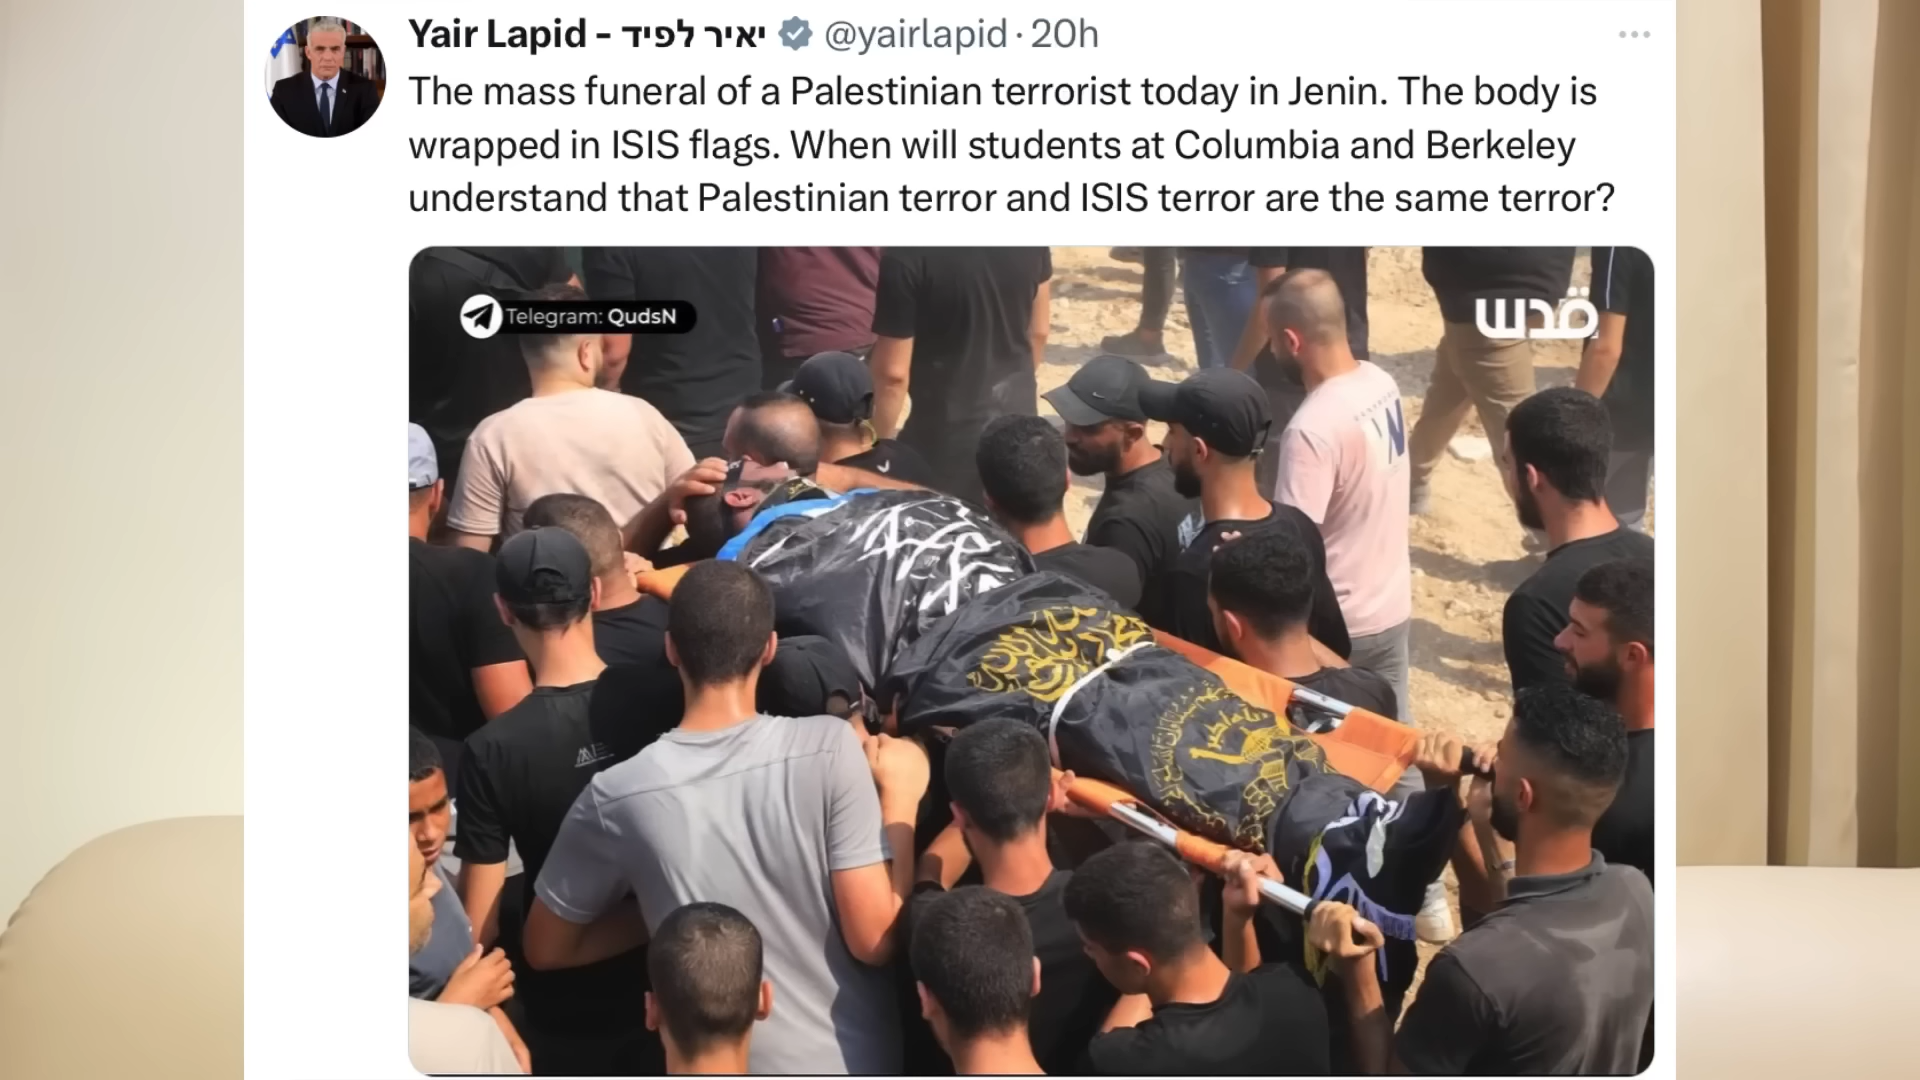 Yair Lapid - יאיר לפיד @yairlapid · 20h
The mass funeral of a Palestinian terrorist today in Jenin. The body is
wrapped in ISIS flags. When will students at Columbia and Berkeley
understand that Palestinian terror and ISIS terror are the same terror?
Telegram: QudsN
قدس